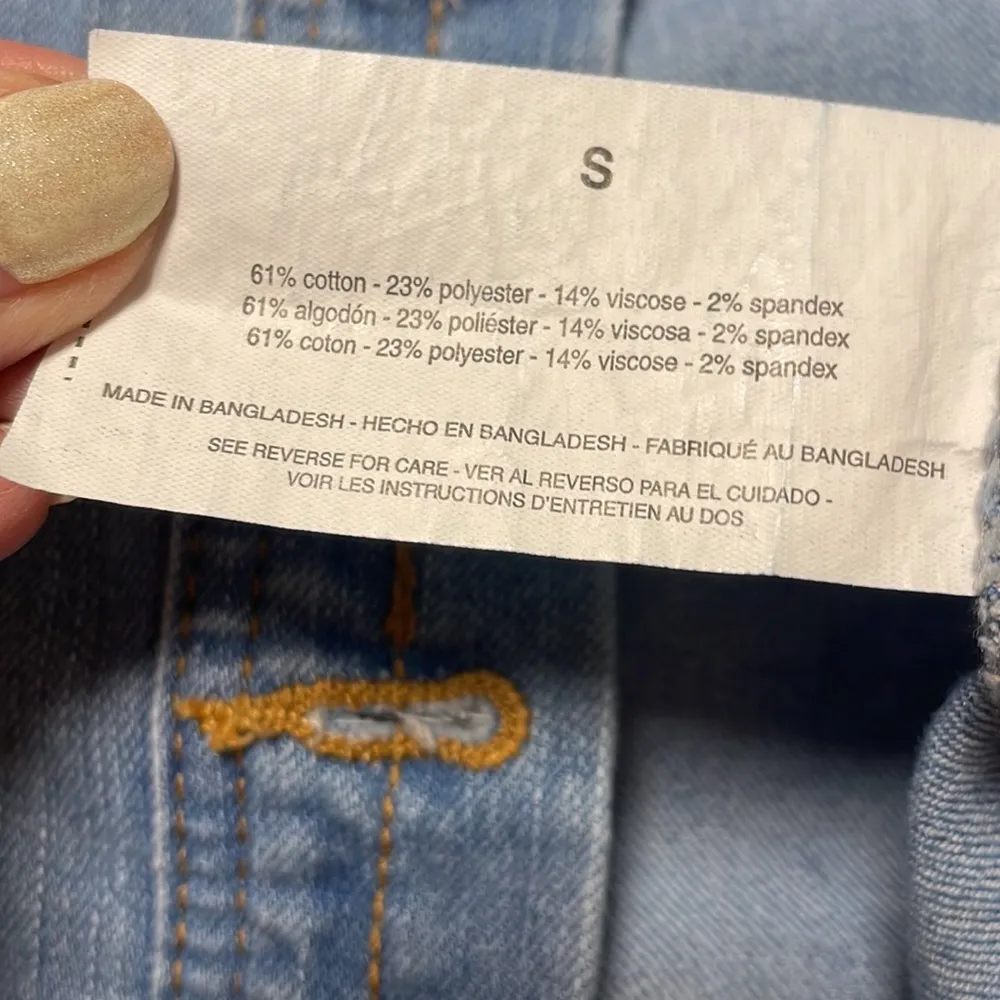 S
61% cotton - 23% polyester - 14% viscose - 2% spandex
61% algodón - 23% poliéster - 14% viscosa - 2% spandex
61% coton - 23% polyester - 14% viscose - 2% spandex
MADE IN BANGLADESH - HECHO EN BANGLADESH - FABRIQUÉ AU BANGLADESH
SEE REVERSE FOR CARE - VER AL REVERSO PARA EL CUIDADO -
VOIR LES INSTRUCTIONS D'ENTRETIEN AU DOS